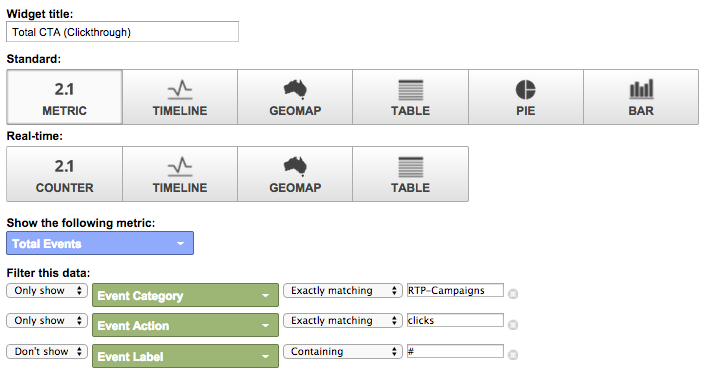 Widget title:
Total CTA (Clickthrough)
Standard:
2.1
METRIC TIMELINE GEOMAP TABLE PIE BAR
Real-time:
2.1
COUNTER TIMELINE GEOMAP TABLE
Show the following metric:
Total Events
Filter this data:
Only show Event Category Exactly matching RTP-Campaigns
Only show Event Action Exactly matching clicks
Don't show Event Label Containing #